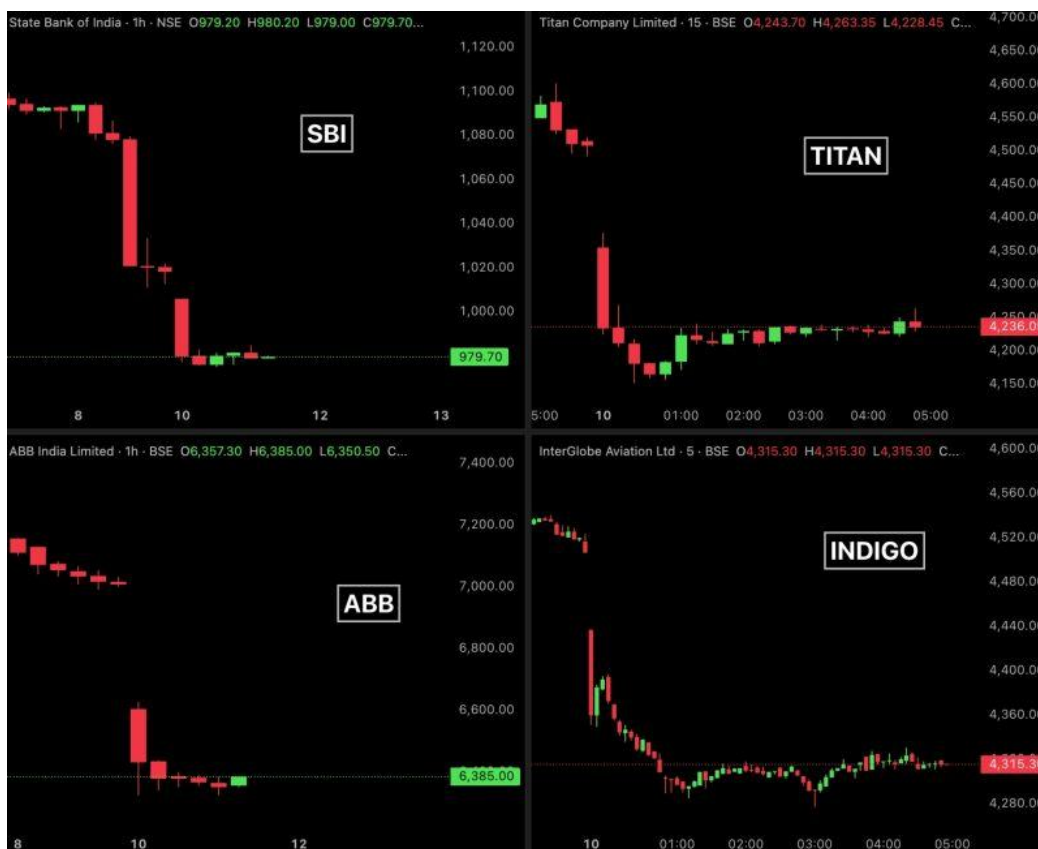 State Bank of India · 1h · NSE O979.20 H980.20 L979.00 C979.70...
1,120.00
1,100.00
1,080.00
1,060.00
1,040.00
1,020.00
1,000.00
979.70
SBI
8 10 12 13
Titan Company Limited · 15 · BSE O4,243.70 H4,263.35 L4,228.45 C...
4,700.00
4,650.00
4,600.00
4,550.00
4,500.00
4,450.00
4,400.00
4,350.00
4,300.00
4,236.05
4,200.00
4,150.00
TITAN
5:00 10 01:00 02:00 03:00 04:00 05:00
ABB India Limited · 1h · BSE O6,357.30 H6,385.00 L6,350.50 C...
7,400.00
7,200.00
7,000.00
6,800.00
6,600.00
6,385.00
ABB
8 10 12
InterGlobe Aviation Ltd · 5 · BSE O4,315.30 H4,315.30 L4,315.30 C...
4,600.00
4,560.00
4,520.00
4,480.00
4,440.00
4,400.00
4,360.00
4,315.30
4,280.00
INDIGO
10 01:00 02:00 03:00 04:00 05:00